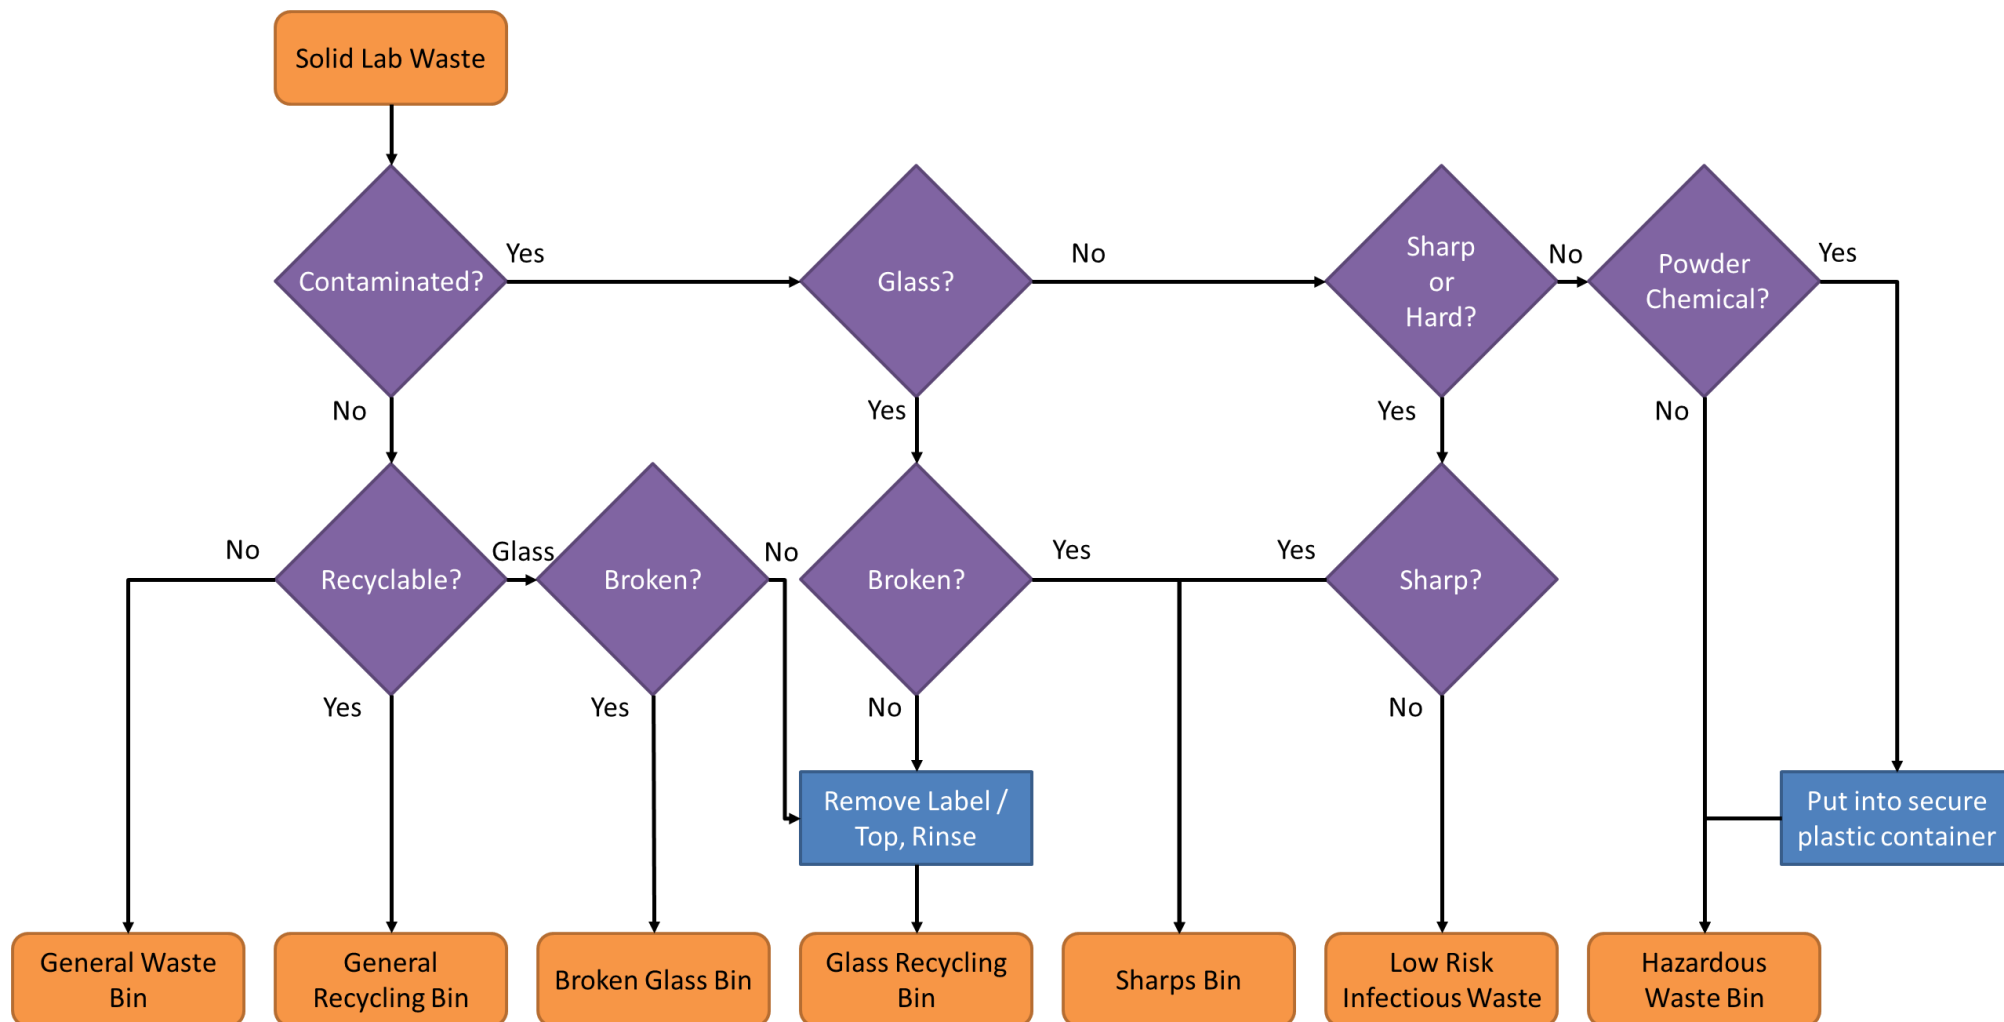 Solid Lab Waste
Contaminated?
Yes
Glass?
No
Sharp
or
Hard?
No
Powder
Chemical?
Yes
No
Yes
Yes
No
Recyclable?
No
Glass
Broken?
No
Broken?
Yes
Yes
Sharp?
Yes
Yes
No
No
Remove Label /
Top, Rinse
Put into secure
plastic container
General Waste
Bin
General
Recycling Bin
Broken Glass Bin
Glass Recycling
Bin
Sharps Bin
Low Risk
Infectious Waste
Hazardous
Waste Bin